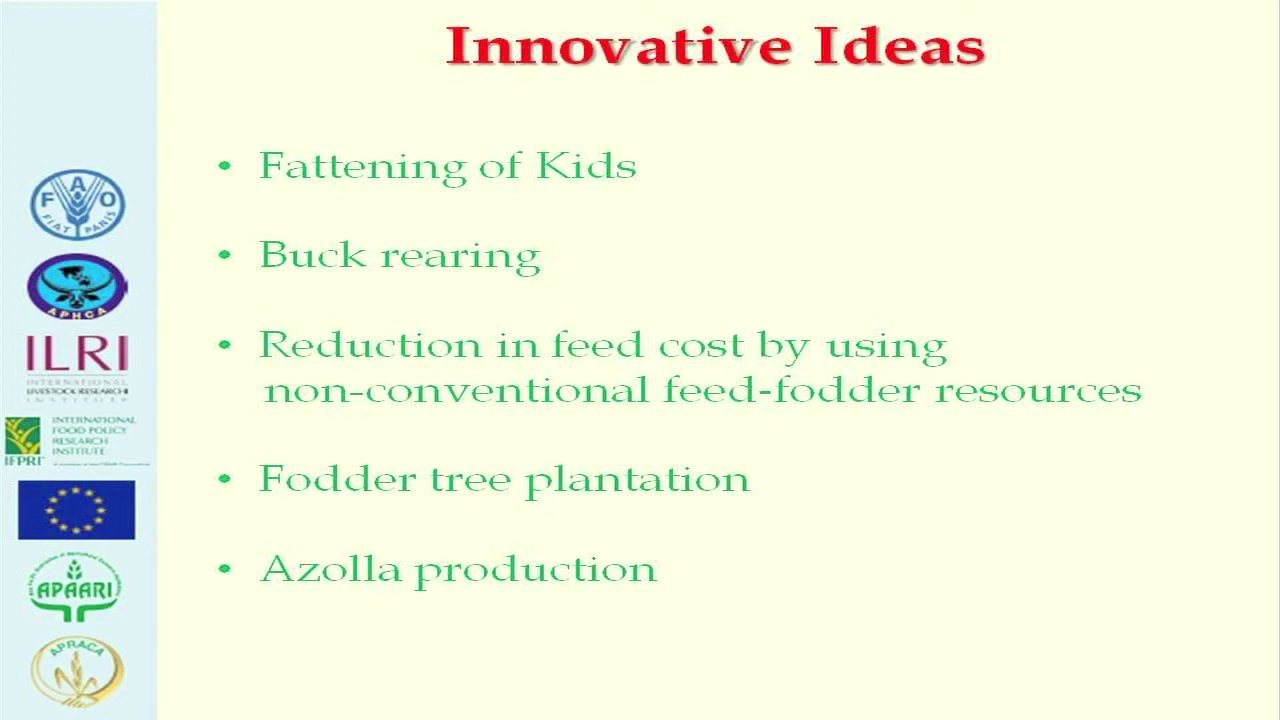 Innovative Ideas
• Fattening of Kids
• Buck rearing
• Reduction in feed cost by using
non-conventional feed-fodder resources
• Fodder tree plantation
• Azolla production
F A O
FIAT PANIS
APHCA
ILRI
INTERNATIONAL
LIVESTOCK RESEARCH
INSTITUTE
INTERNATIONAL
FOOD POLICY
RESEARCH
INSTITUTE
IFPRI
APAARI
APRACA